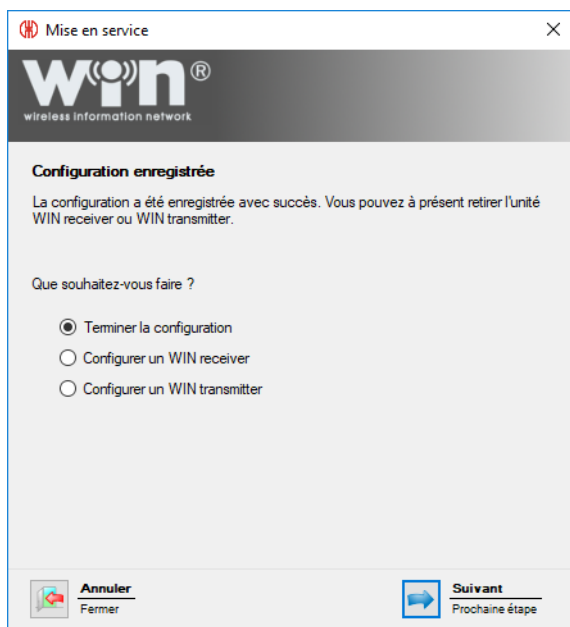 Mise en service
WIN®
wireless information network
Configuration enregistrée
La configuration a été enregistrée avec succès. Vous pouvez à présent retirer l'unité
WIN receiver ou WIN transmitter.
Que souhaitez-vous faire ?
Terminer la configuration
Configurer un WIN receiver
Configurer un WIN transmitter
Annuler
Fermer
Suivant
Prochaine étape